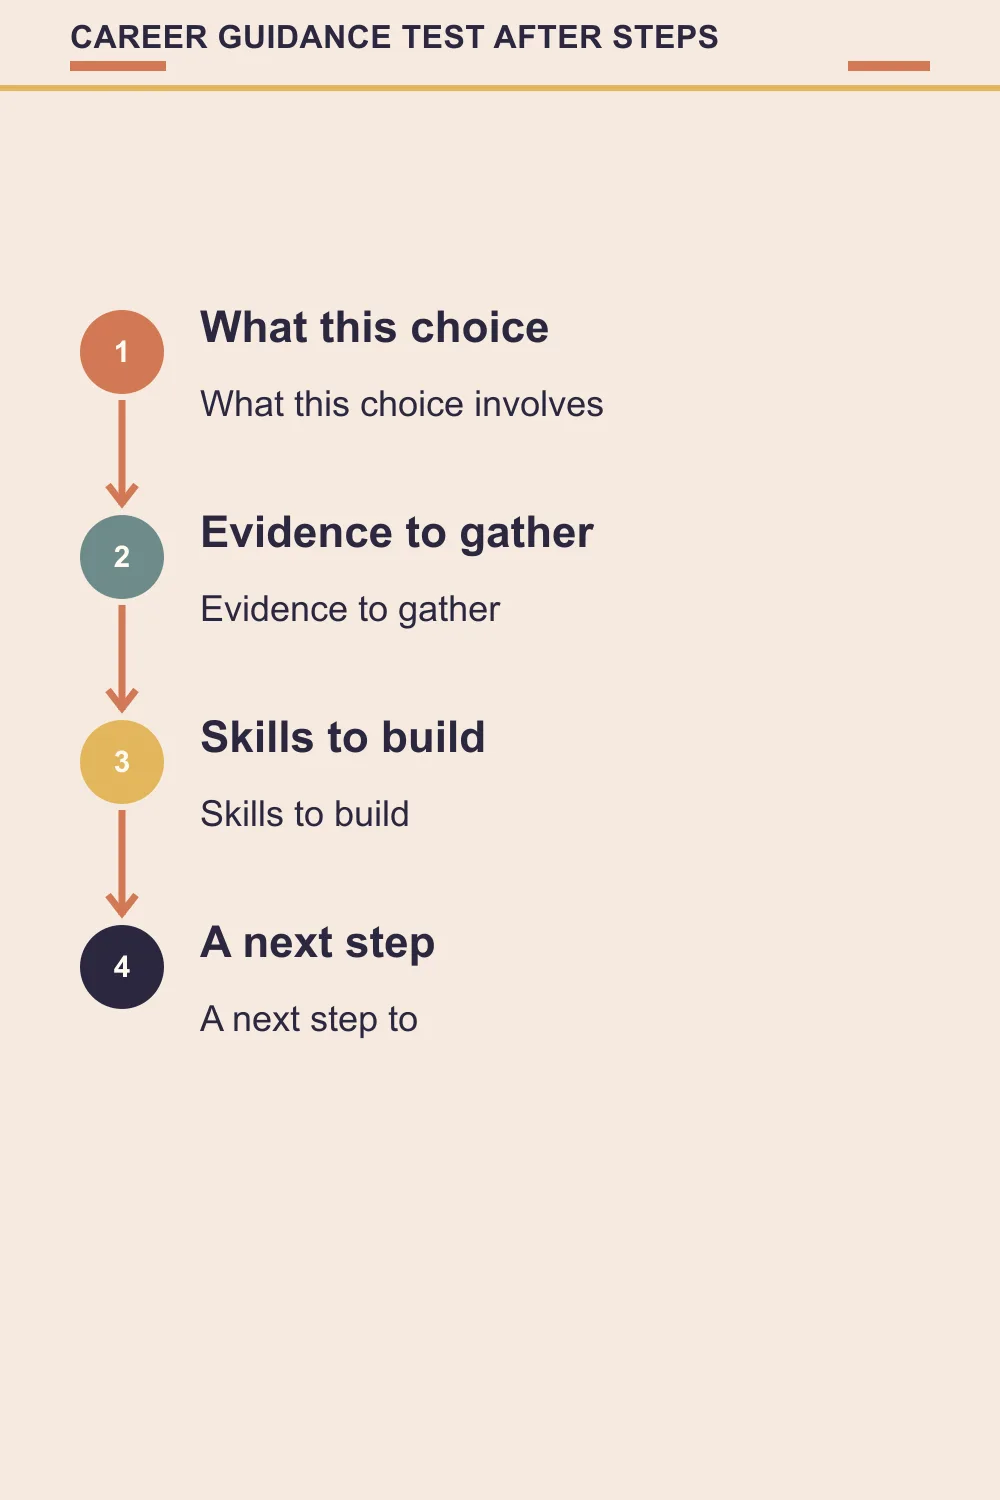 CAREER GUIDANCE TEST AFTER STEPS
1
What this choice
What this choice involves
2
Evidence to gather
Evidence to gather
3
Skills to build
Skills to build
4
A next step
A next step to